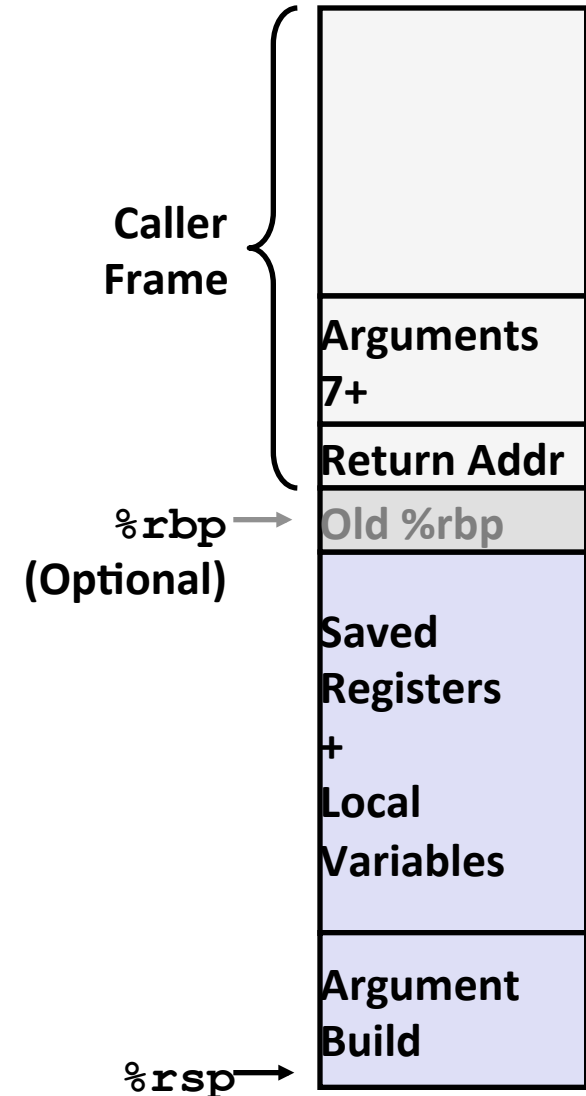 Caller
Frame
Arguments
7+
Return Addr
%rbp
(Optional)
Old %rbp
Saved
Registers
+
Local
Variables
Argument
Build
%rsp